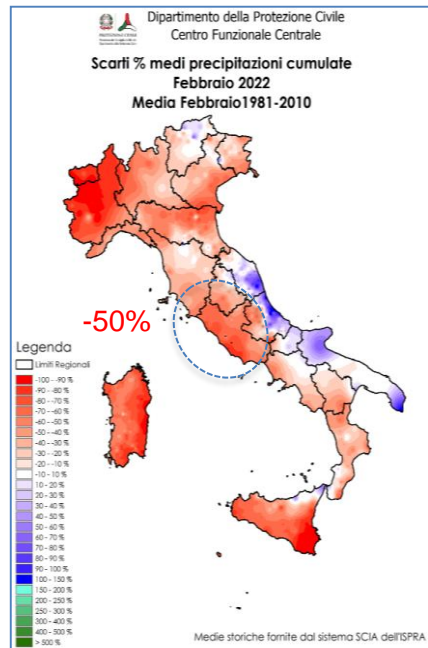 Dipartimento della Protezione Civile
Centro Funzionale Centrale
Scarti % medi precipitazioni cumulate
Febbraio 2022
Media Febbraio1981-2010
-50%
Legenda
Limiti Regionali
-100 - -90 %
-90 - -80 %
-80 - -70 %
-70 - -60 %
-60 - -50 %
-50 - -40 %
-40 - -30 %
-30 - -20 %
-20 - -10 %
-10 - 10 %
10 - 20 %
20 - 30 %
30 - 40 %
40 - 50 %
50 - 60 %
60 - 70 %
70 - 80 %
80 - 90 %
90 - 100 %
100 - 150 %
150 - 200 %
200 - 250 %
250 - 300 %
300 - 400 %
400 - 500 %
> 500 %
Medie storiche fornite dal sistema SCIA dell'ISPRA